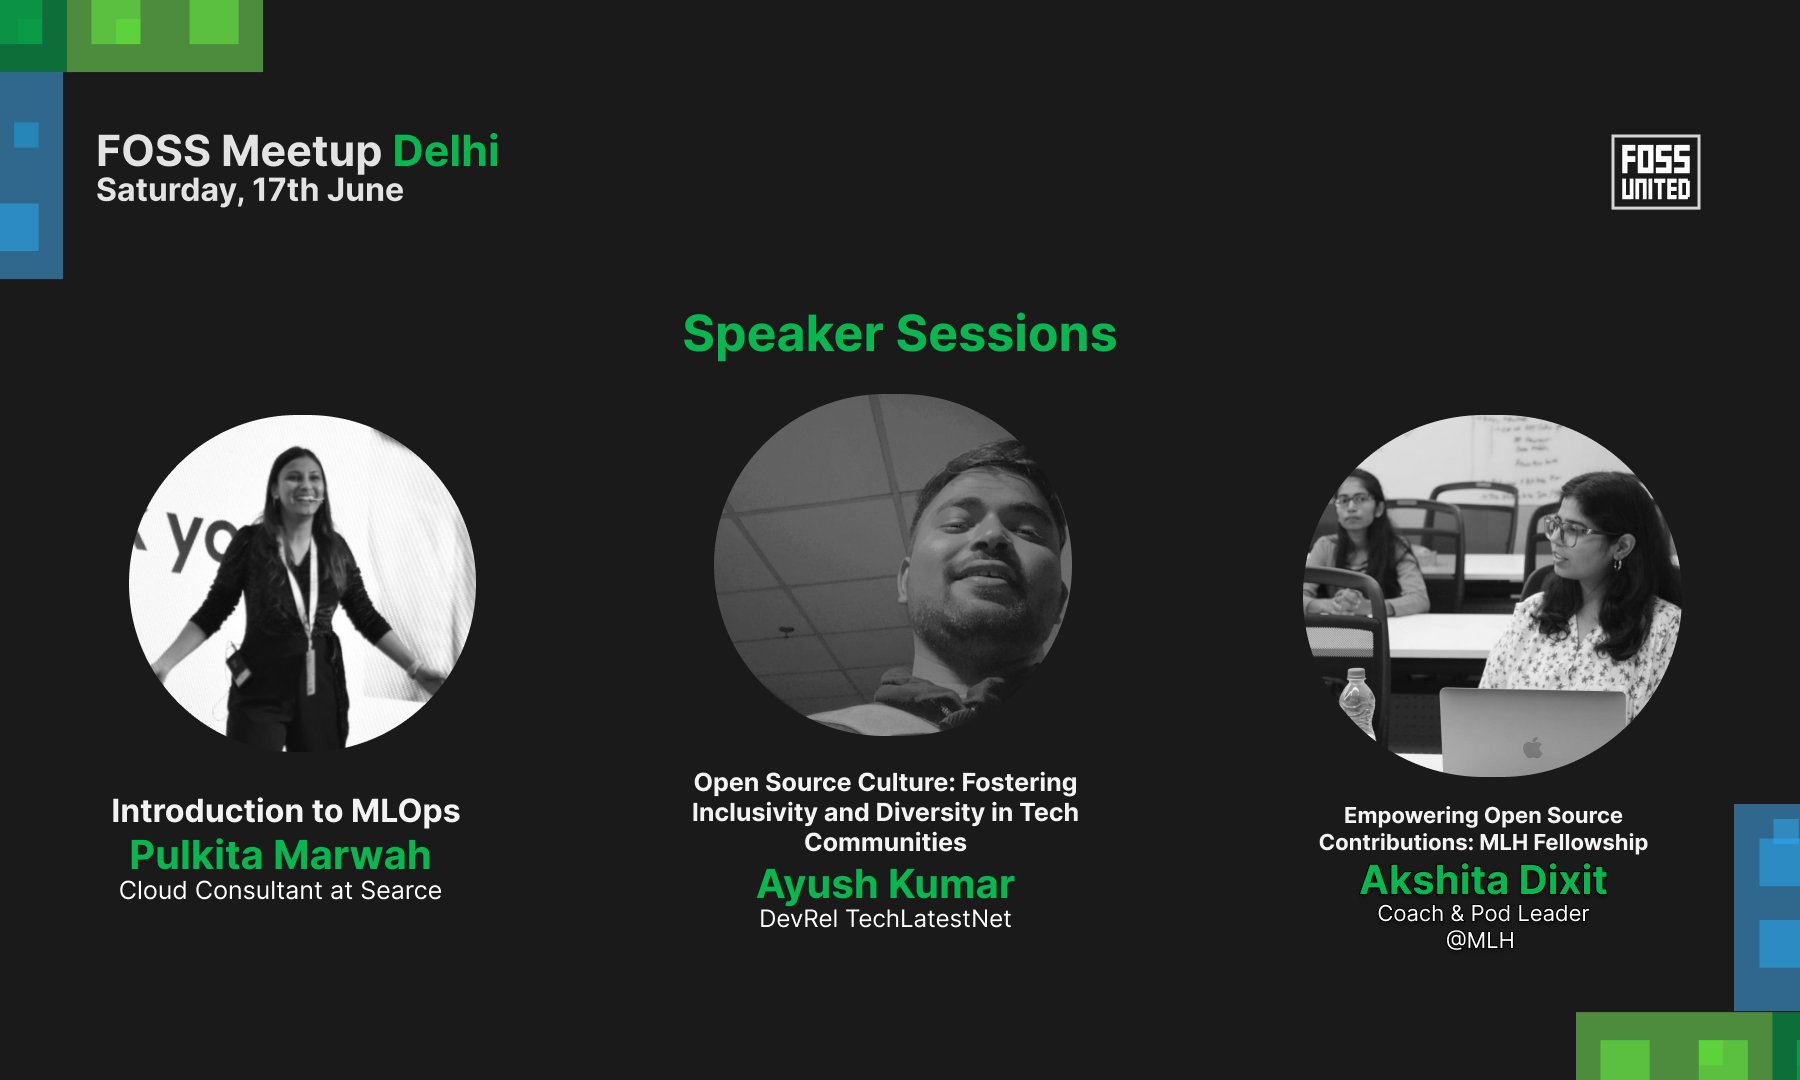 FOSS Meetup Delhi
Saturday, 17th June
FOSS
UNITED
Speaker Sessions
yo
Introduction to MLOps
Pulkita Marwah
Cloud Consultant at Searce
Open Source Culture: Fostering
Inclusivity and Diversity in Tech
Communities
Ayush Kumar
DevRel TechLatestNet
Empowering Open Source
Contributions: MLH Fellowship
Akshita Dixit
Coach & Pod Leader
@MLH